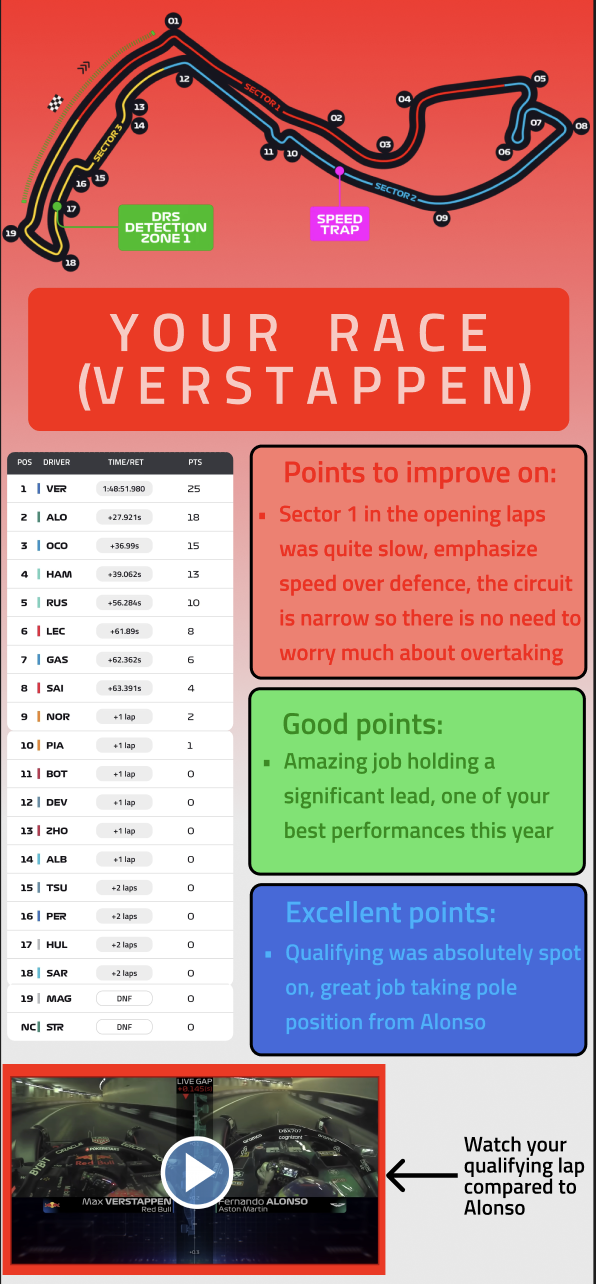 01
12
13
14
SECTOR 1
02
04
05
07
08
06
03
11
10
SECTOR 3
16
15
17
SECTOR 2
09
19
18
DRS
DETECTION
ZONE 1
SPEED
TRAP
YOUR RACE
(VERSTAPPEN)
POS DRIVER TIME/RET PTS
1 VER 1:48:51.980 25
2 ALO +27.921s 18
3 OCO +36.99s 15
4 HAM +39.062s 13
5 RUS +56.284s 10
6 LEC +61.89s 8
7 GAS +62.362s 6
8 SAI +63.391s 4
9 NOR +1 lap 2
10 PIA +1 lap 1
11 BOT +1 lap 0
12 DEV +1 lap 0
13 ZHO +1 lap 0
14 ALB +1 lap 0
15 TSU +2 laps 0
16 PER +2 laps 0
17 HUL +2 laps 0
18 SAR +2 laps 0
19 MAG DNF 0
NC STR DNF 0
Points to improve on:
▪ Sector 1 in the opening laps
was quite slow, emphasize
speed over defence, the circuit
is narrow so there is no need to
worry much about overtaking
Good points:
▪ Amazing job holding a
significant lead, one of your
best performances this year
Excellent points:
▪ Qualifying was absolutely spot
on, great job taking pole
position from Alonso
LIVE GAP
ORACLE
BYBIT
Red Bull
cognizant
Max VERSTAPPEN
Red Bull
Fernando ALONSO
Aston Martin
Watch your
qualifying lap
compared to
Alonso